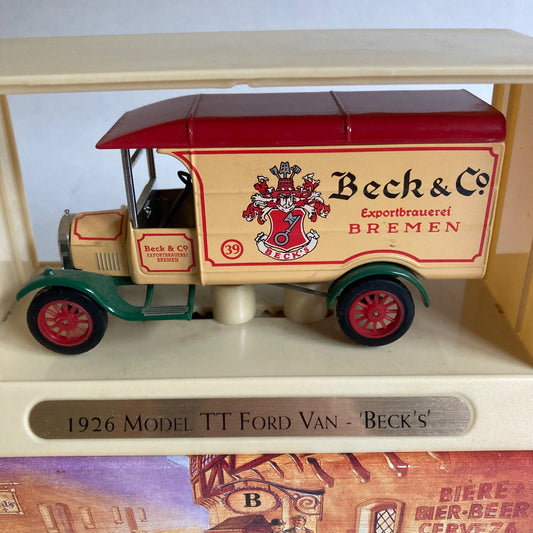 Beck & Co
Exportbrauerei
BREMEN
BECK'S
39
Beck & Co
EXPORTBRAUEREI
BREMEN
1926 MODEL TT FORD VAN - 'BECK'S'
B
BIÈRE
BIER-BEER
CERVEZA